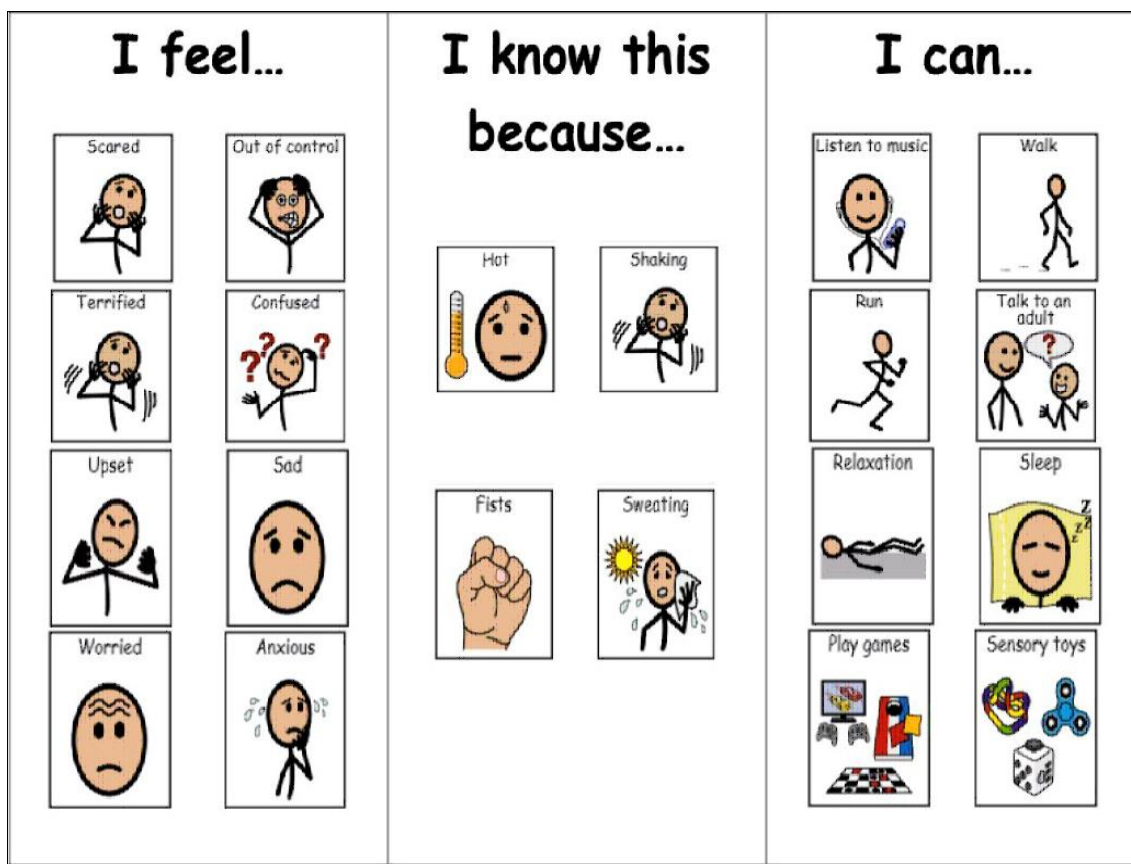 I feel...
Scared
Out of control
Terrified
Confused
? ? ?
Upset
Sad
Worried
Anxious
I know this
because...
Hot
Shaking
Fists
Sweating
I can...
Listen to music
Walk
Run
Talk to an
adult
?
Relaxation
Sleep
z z z Z
Play games
Sensory toys